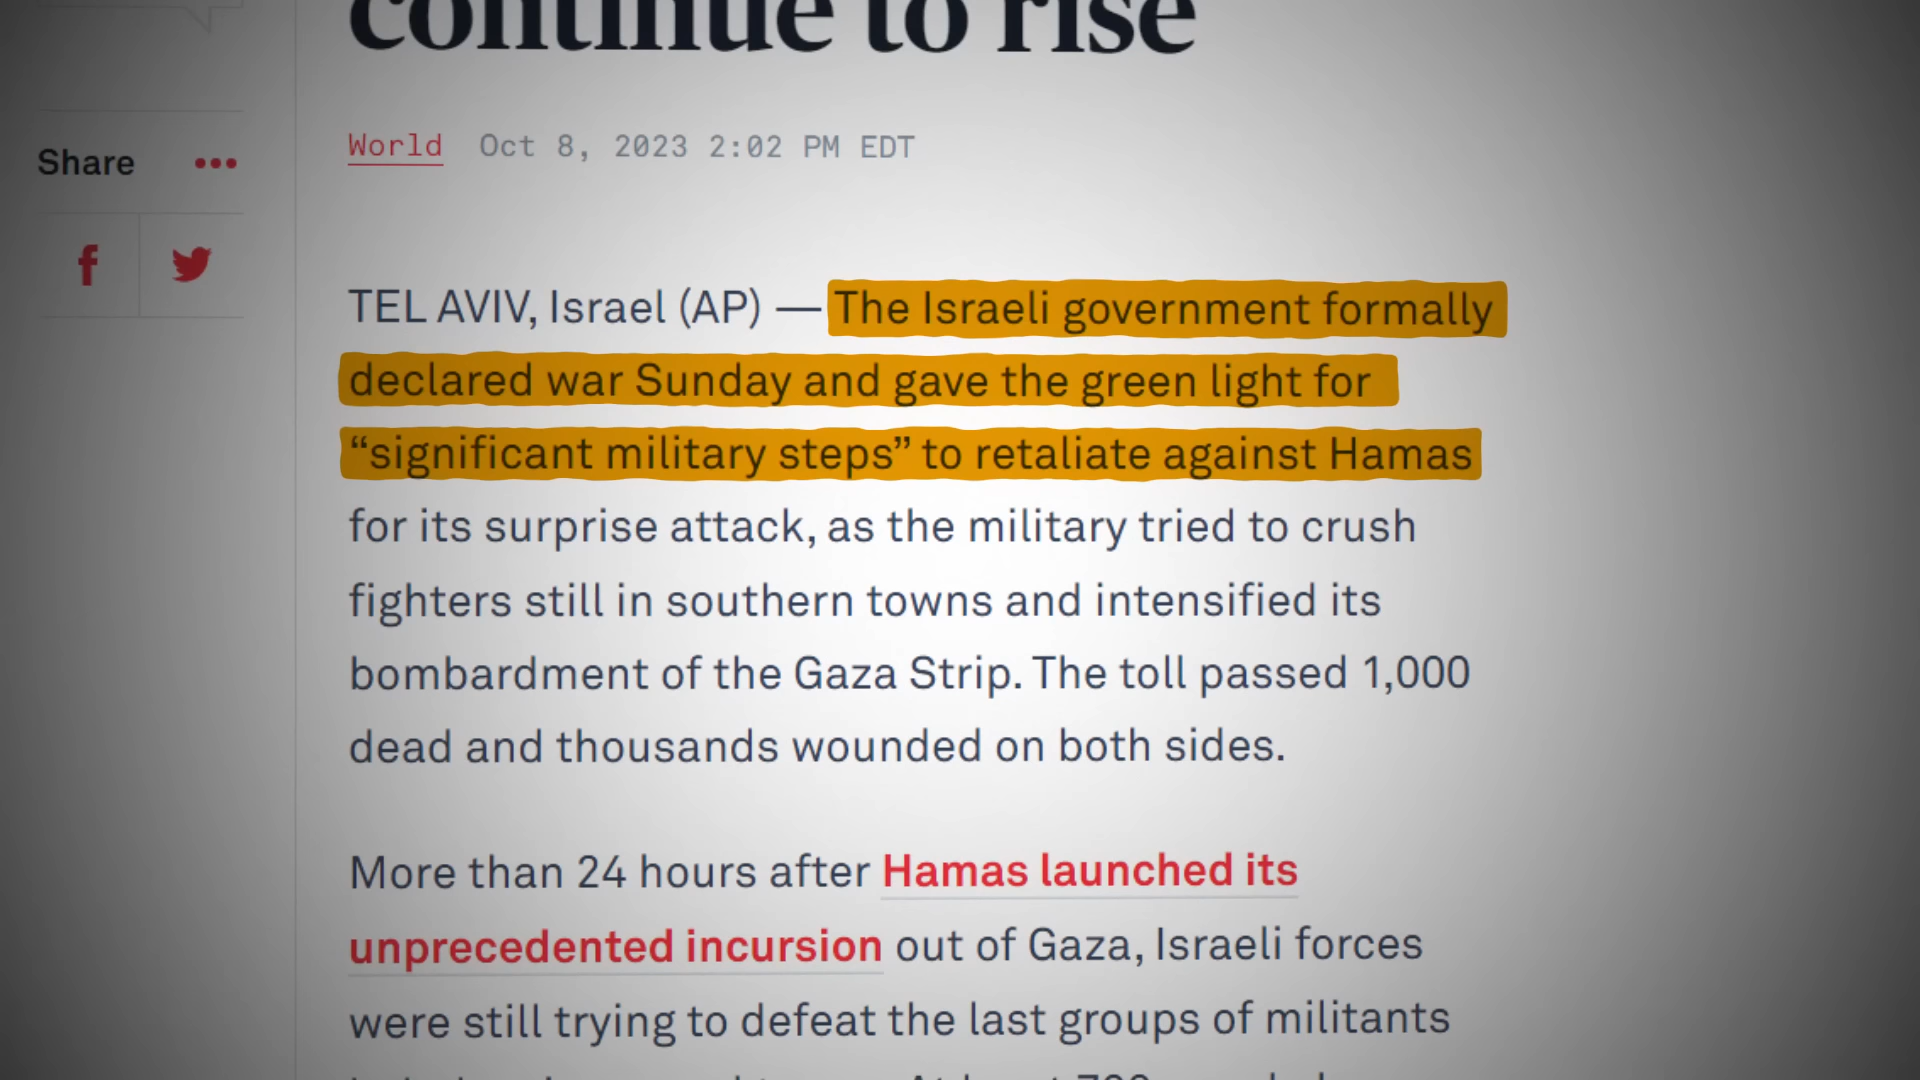 continue to rise
World Oct 8, 2023 2:02 PM EDT
Share
TEL AVIV, Israel (AP) — The Israeli government formally
declared war Sunday and gave the green light for
“significant military steps” to retaliate against Hamas
for its surprise attack, as the military tried to crush
fighters still in southern towns and intensified its
bombardment of the Gaza Strip. The toll passed 1,000
dead and thousands wounded on both sides.
More than 24 hours after Hamas launched its
unprecedented incursion out of Gaza, Israeli forces
were still trying to defeat the last groups of militants